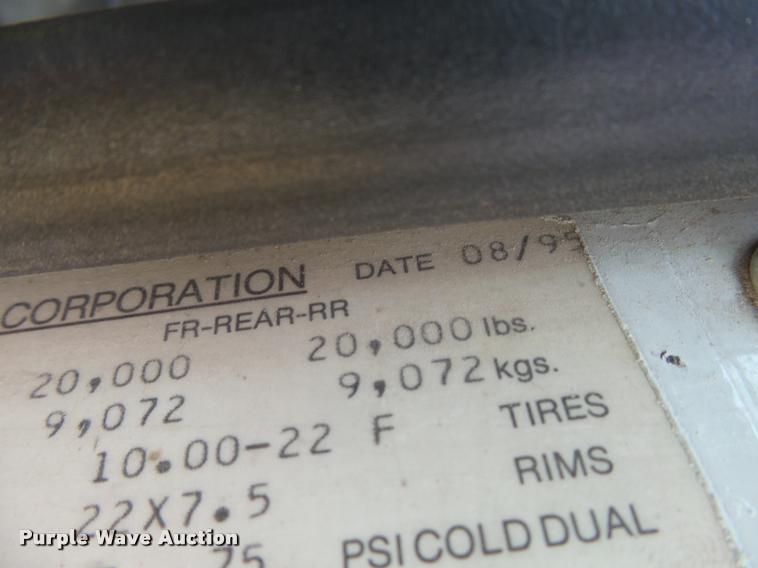 CORPORATION DATE 08/95
FR-REAR-RR
20,000 20,000 lbs.
9,072 9,072 kgs.
10.00-22 F TIRES
22X7.5 RIMS
75 PSI COLD DUAL
Purple Wave Auction